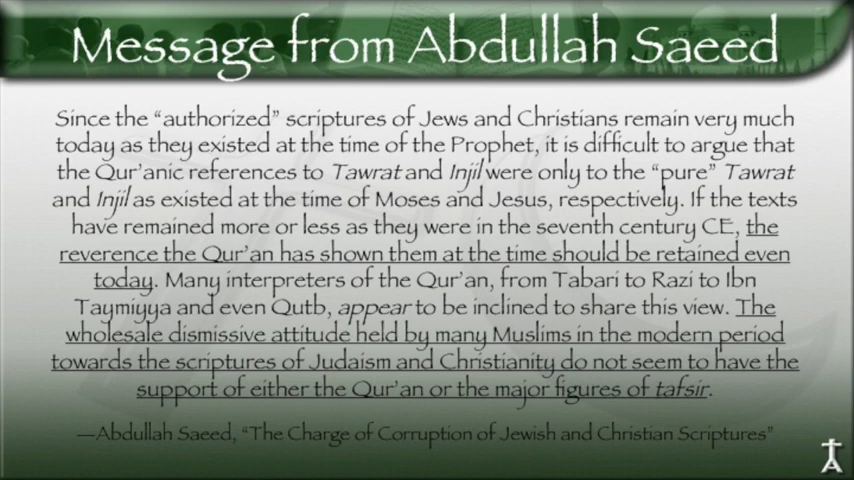 Message from Abdullah Saeed
Since the “authorized” scriptures of Jews and Christians remain very much
today as they existed at the time of the Prophet, it is difficult to argue that
the Qur’anic references to Tawrat and Injil were only to the “pure” Tawrat
and Injil as existed at the time of Moses and Jesus, respectively. If the texts
have remained more or less as they were in the seventh century CE, the
reverence the Qur’an has shown them at the time should be retained even
today. Many interpreters of the Qur’an, from Tabari to Razi to Ibn
Taymiyya and even Qutb, appear to be inclined to share this view. The
wholesale dismissive attitude held by many Muslims in the modern period
towards the scriptures of Judaism and Christianity do not seem to have the
support of either the Qur’an or the major figures of tafsir.
—Abdullah Saeed, “The Charge of Corruption of Jewish and Christian Scriptures”